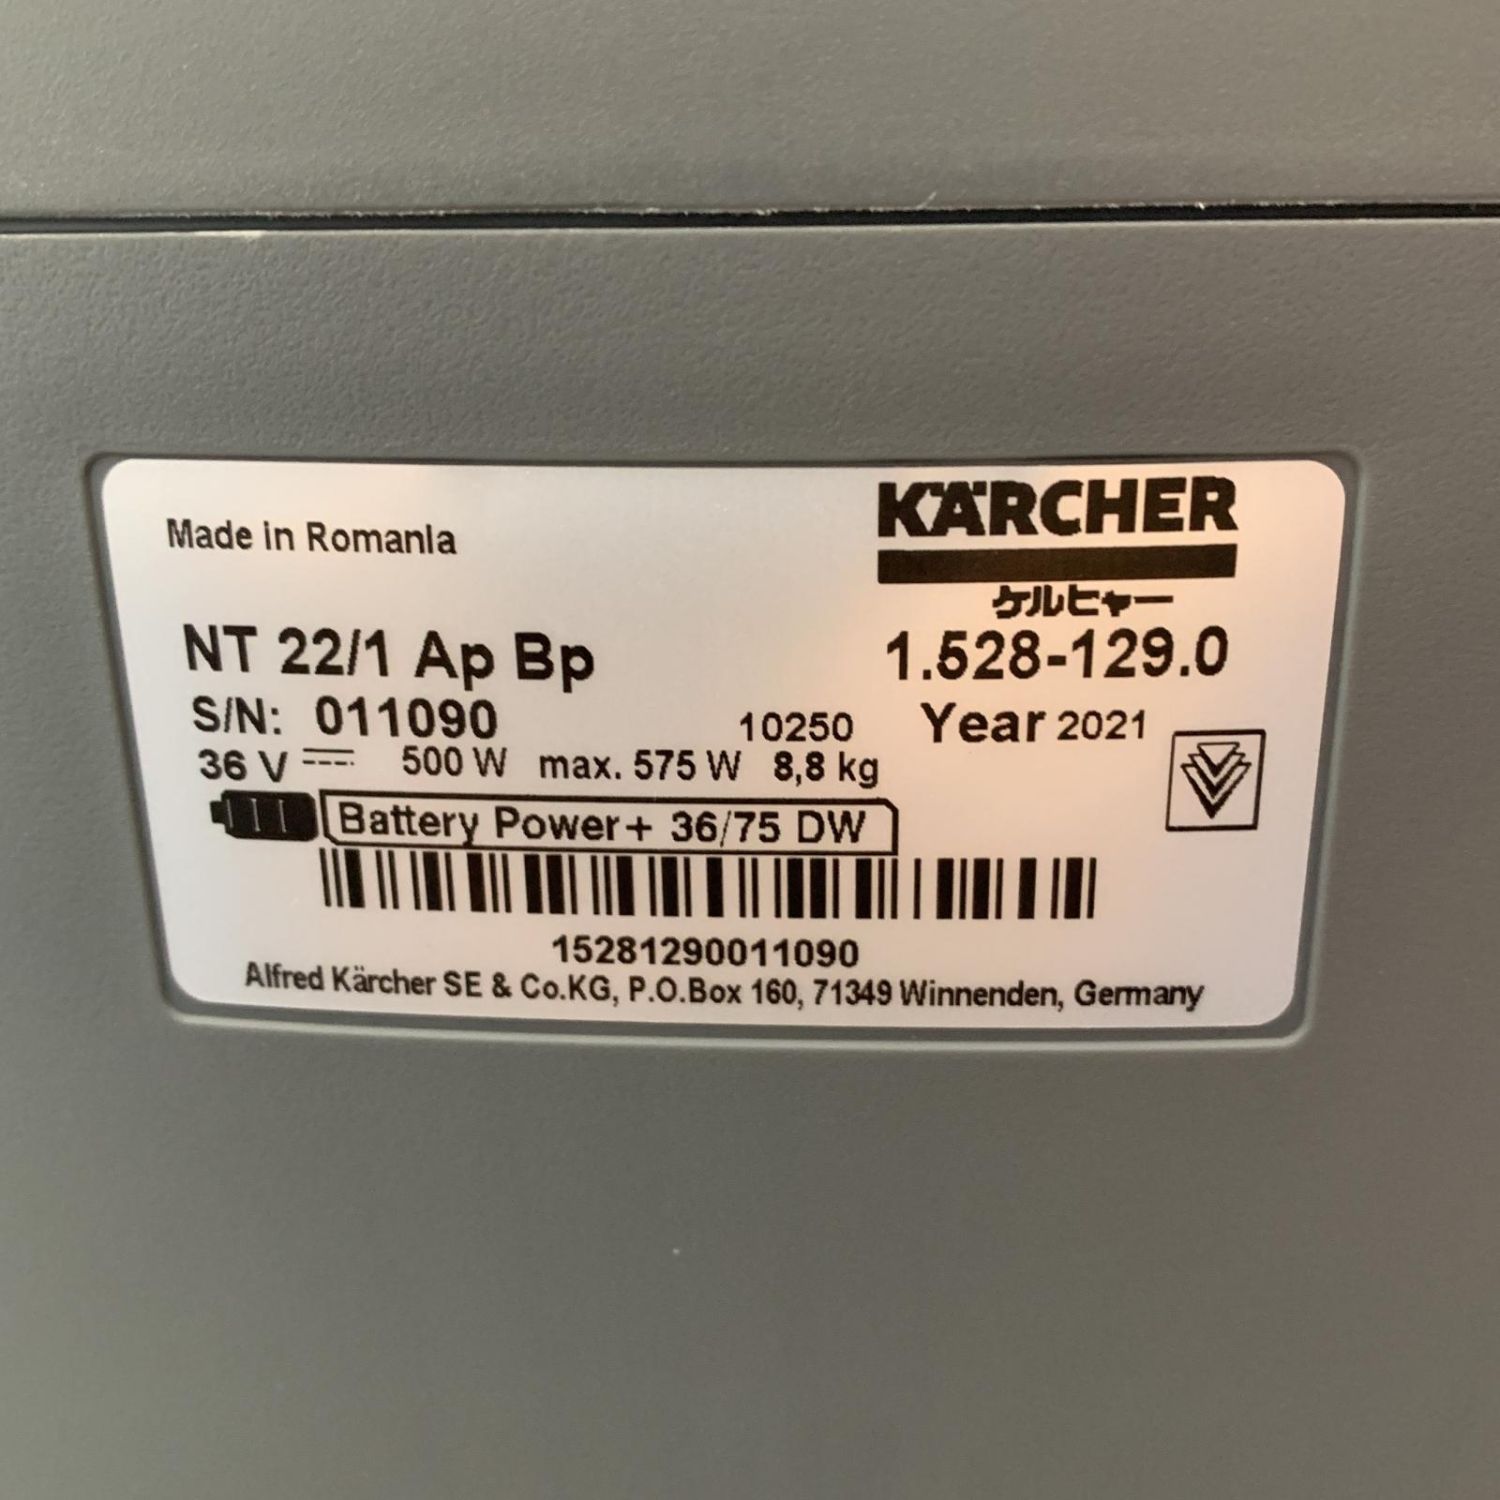 Made in Romania
KÄRCHER
ケルヒャー
NT 22/1 Ap Bp 1.528-129.0
S/N: 011090 10250 Year 2021
36 V 500 W max. 575 W 8,8 kg
Battery Power+ 36/75 DW
15281290011090
Alfred Kärcher SE & Co.KG, P.O.Box 160, 71349 Winnenden, Germany